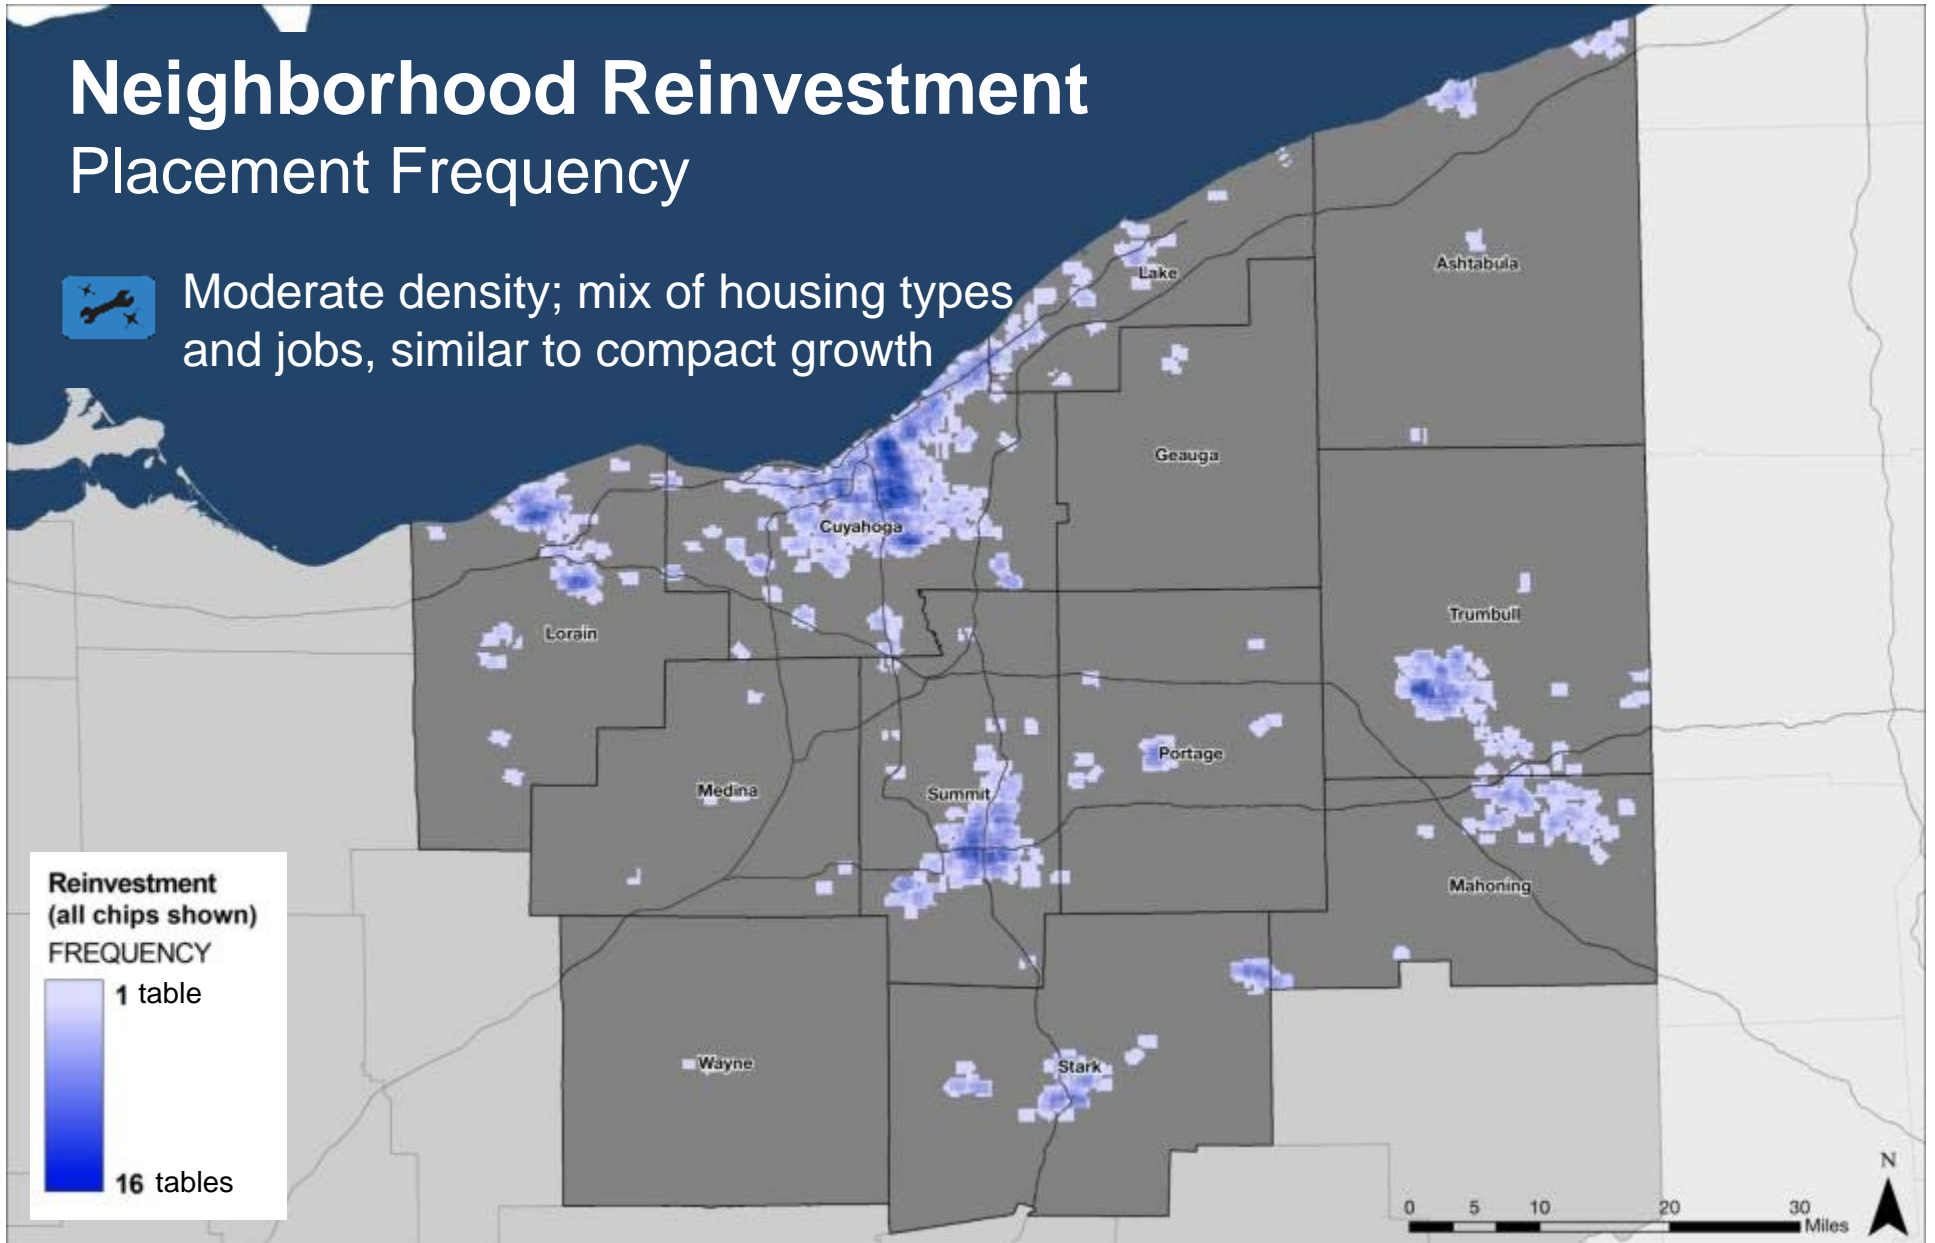 Neighborhood Reinvestment
Placement Frequency
Moderate density; mix of housing types
and jobs, similar to compact growth
Lake
Ashtabula
Geauga
Cuyahoga
Trumbull
Lorain
Portage
Medina
Summit
Mahoning
Wayne
Stark
Reinvestment
(all chips shown)
FREQUENCY
1 table
16 tables
N
0 5 10 20 30
Miles